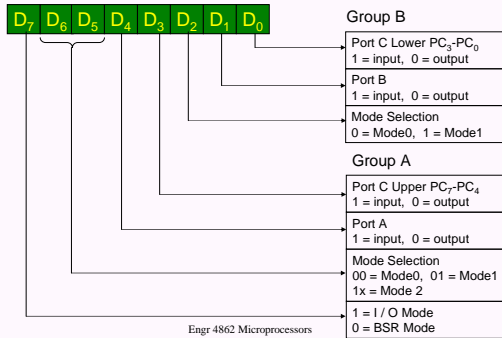 D₇ D₆ D₅ D₄ D₃ D₂ D₁ D₀
Group B
Port C Lower PC₃-PC₀
1 = input, 0 = output
Port B
1 = input, 0 = output
Mode Selection
0 = Mode0, 1 = Mode1
Group A
Port C Upper PC₇-PC₄
1 = input, 0 = output
Port A
1 = input, 0 = output
Mode Selection
00 = Mode0, 01 = Mode1
1x = Mode 2
1 = I / O Mode
0 = BSR Mode
Engr 4862 Microprocessors